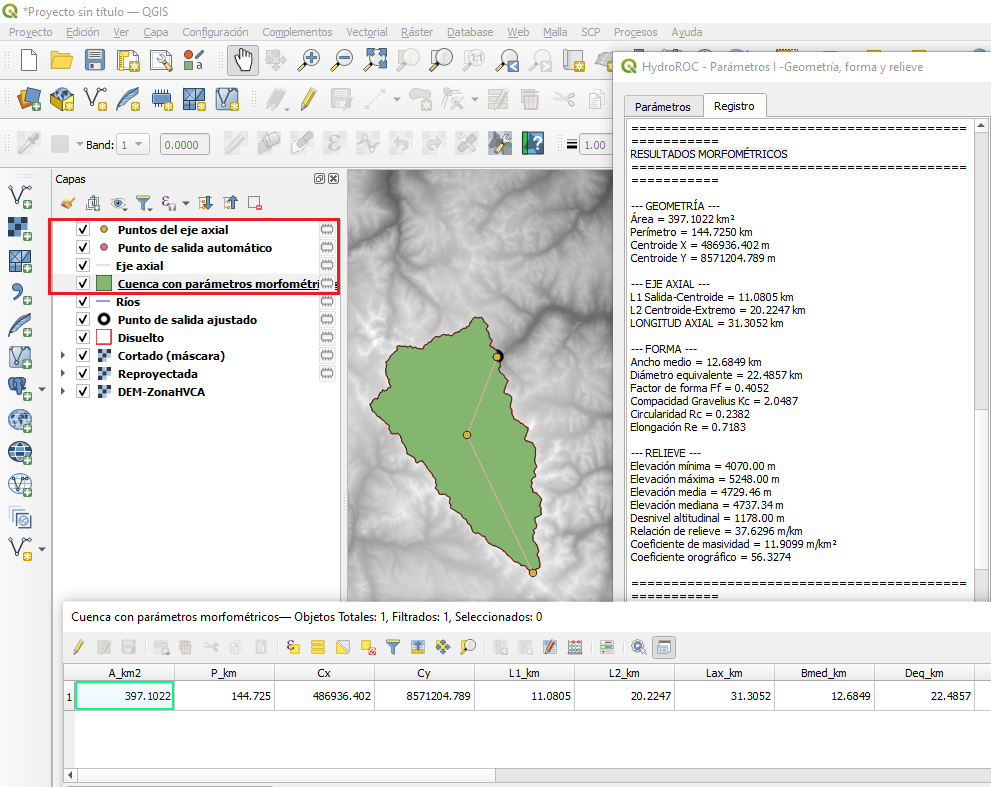 *Proyecto sin título — QGIS
Proyecto Edición Ver Capa Configuración Complementos Vectorial Ráster Database Web Malla SCP Procesos Ayuda
HydroROC - Parámetros I -Geometría, forma y relieve
Parámetros Registro
Band: 1 0.0000 1.00
Capas
Puntos del eje axial
Punto de salida automático
Eje axial
Cuenca con parámetros morfométri
Ríos
Punto de salida ajustado
Disuelto
Cortado (máscara)
Reproyectada
DEM-ZonaHVCA
===========================================
===========
RESULTADOS MORFOMÉTRICOS
===========================================
===========
--- GEOMETRÍA ---
Área = 397.1022 km²
Perímetro = 144.7250 km
Centroide X = 486936.402 m
Centroide Y = 8571204.789 m
--- EJE AXIAL ---
L1 Salida-Centroide = 11.0805 km
L2 Centroide-Extremo = 20.2247 km
LONGITUD AXIAL = 31.3052 km
--- FORMA ---
Ancho medio = 12.6849 km
Diámetro equivalente = 22.4857 km
Factor de forma Ff = 0.4052
Compacidad Gravelius Kc = 2.0487
Circularidad Rc = 0.2382
Elongación Re = 0.7183
--- RELIEVE ---
Elevación mínima = 4070.00 m
Elevación máxima = 5248.00 m
Elevación media = 4729.46 m
Elevación mediana = 4737.34 m
Desnivel altitudinal = 1178.00 m
Relación de relieve = 37.6296 m/km
Coeficiente de masividad = 11.9099 m/km²
Coeficiente orográfico = 56.3274
===========================================
===========
Cuenca con parámetros morfométricos— Objetos Totales: 1, Filtrados: 1, Seleccionados: 0
A_km2 P_km Cx Cy L1_km L2_km Lax_km Bmed_km Deq_km
1 397.1022 144.725 486936.402 8571204.789 11.0805 20.2247 31.3052 12.6849 22.4857